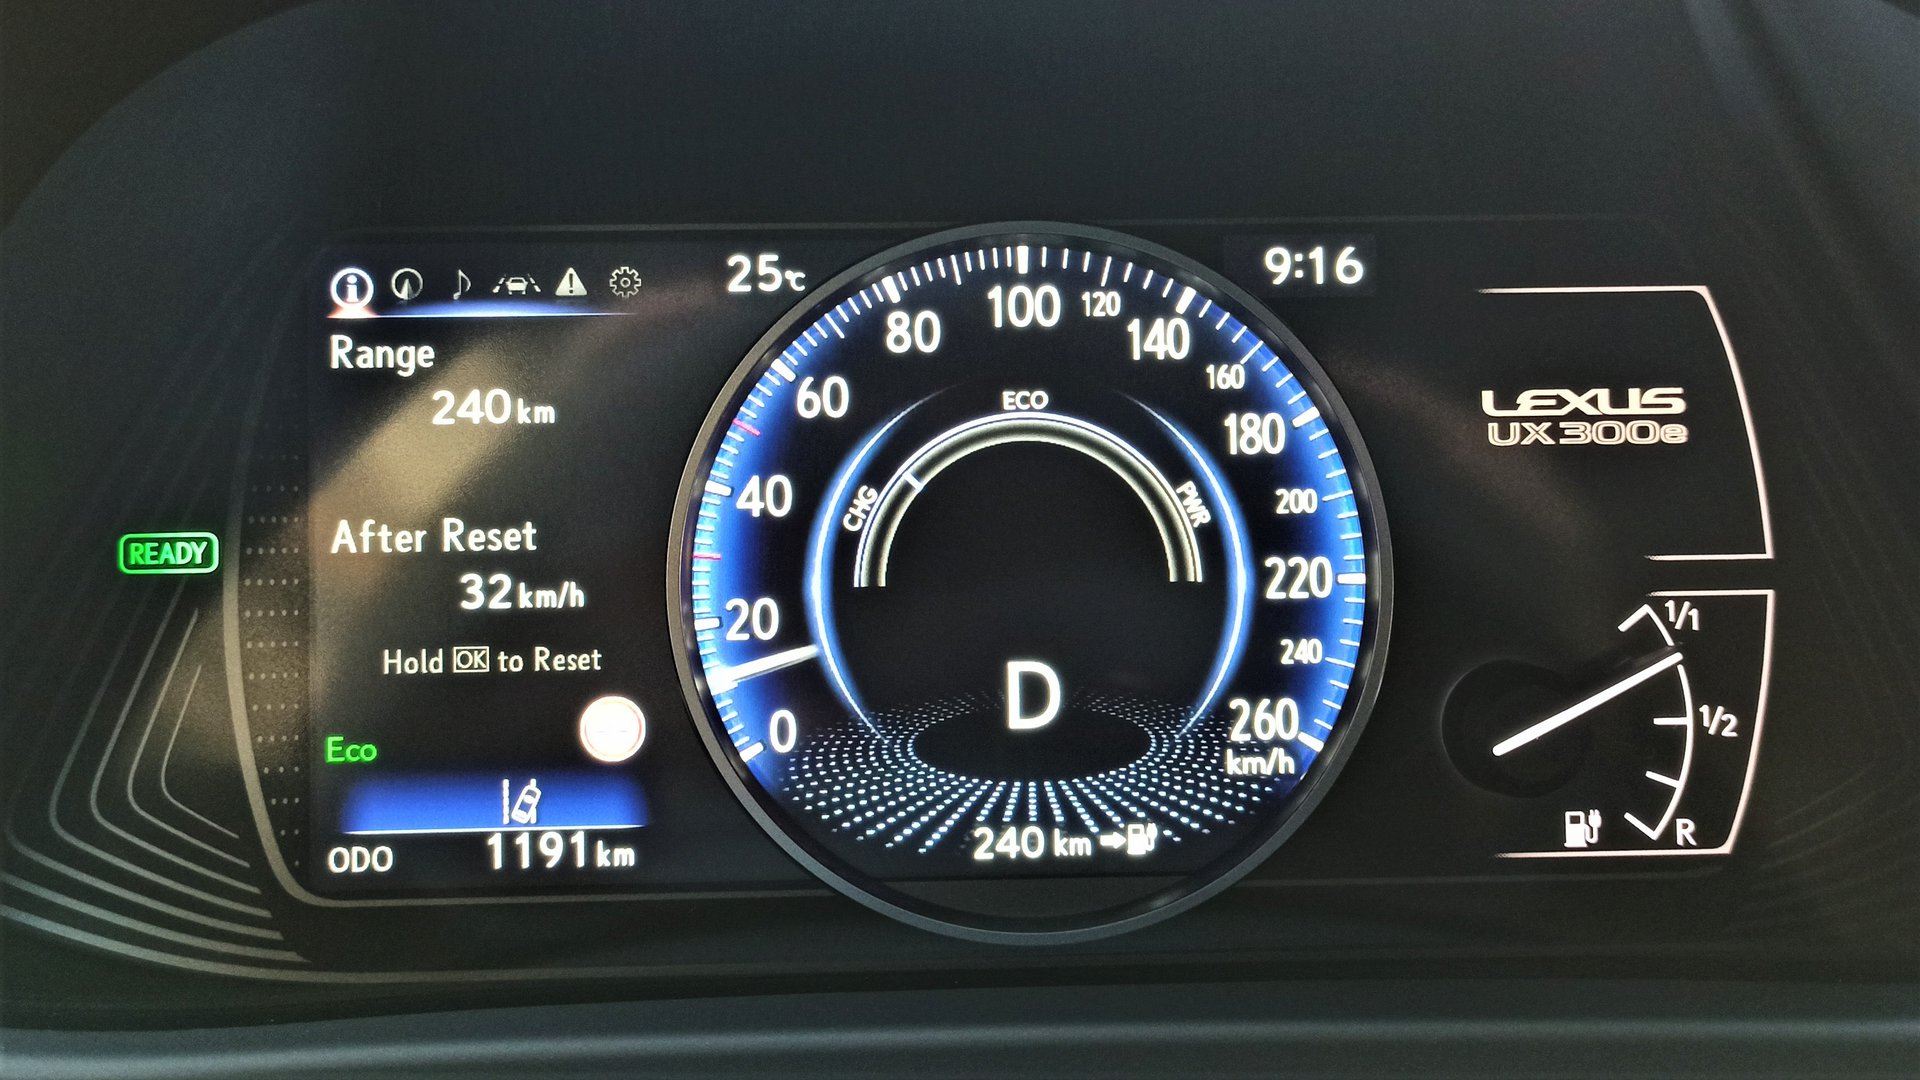 25℃
9:16
Range
240 km
After Reset
32 km/h
Hold OK to Reset
READY
Eco
ODO 1191 km
0
20
40
60
80
100
120
140
160
180
200
220
240
260
km/h
CHG
ECO
PWR
D
240 km
LEXUS
UX300e
1/1
1/2
R